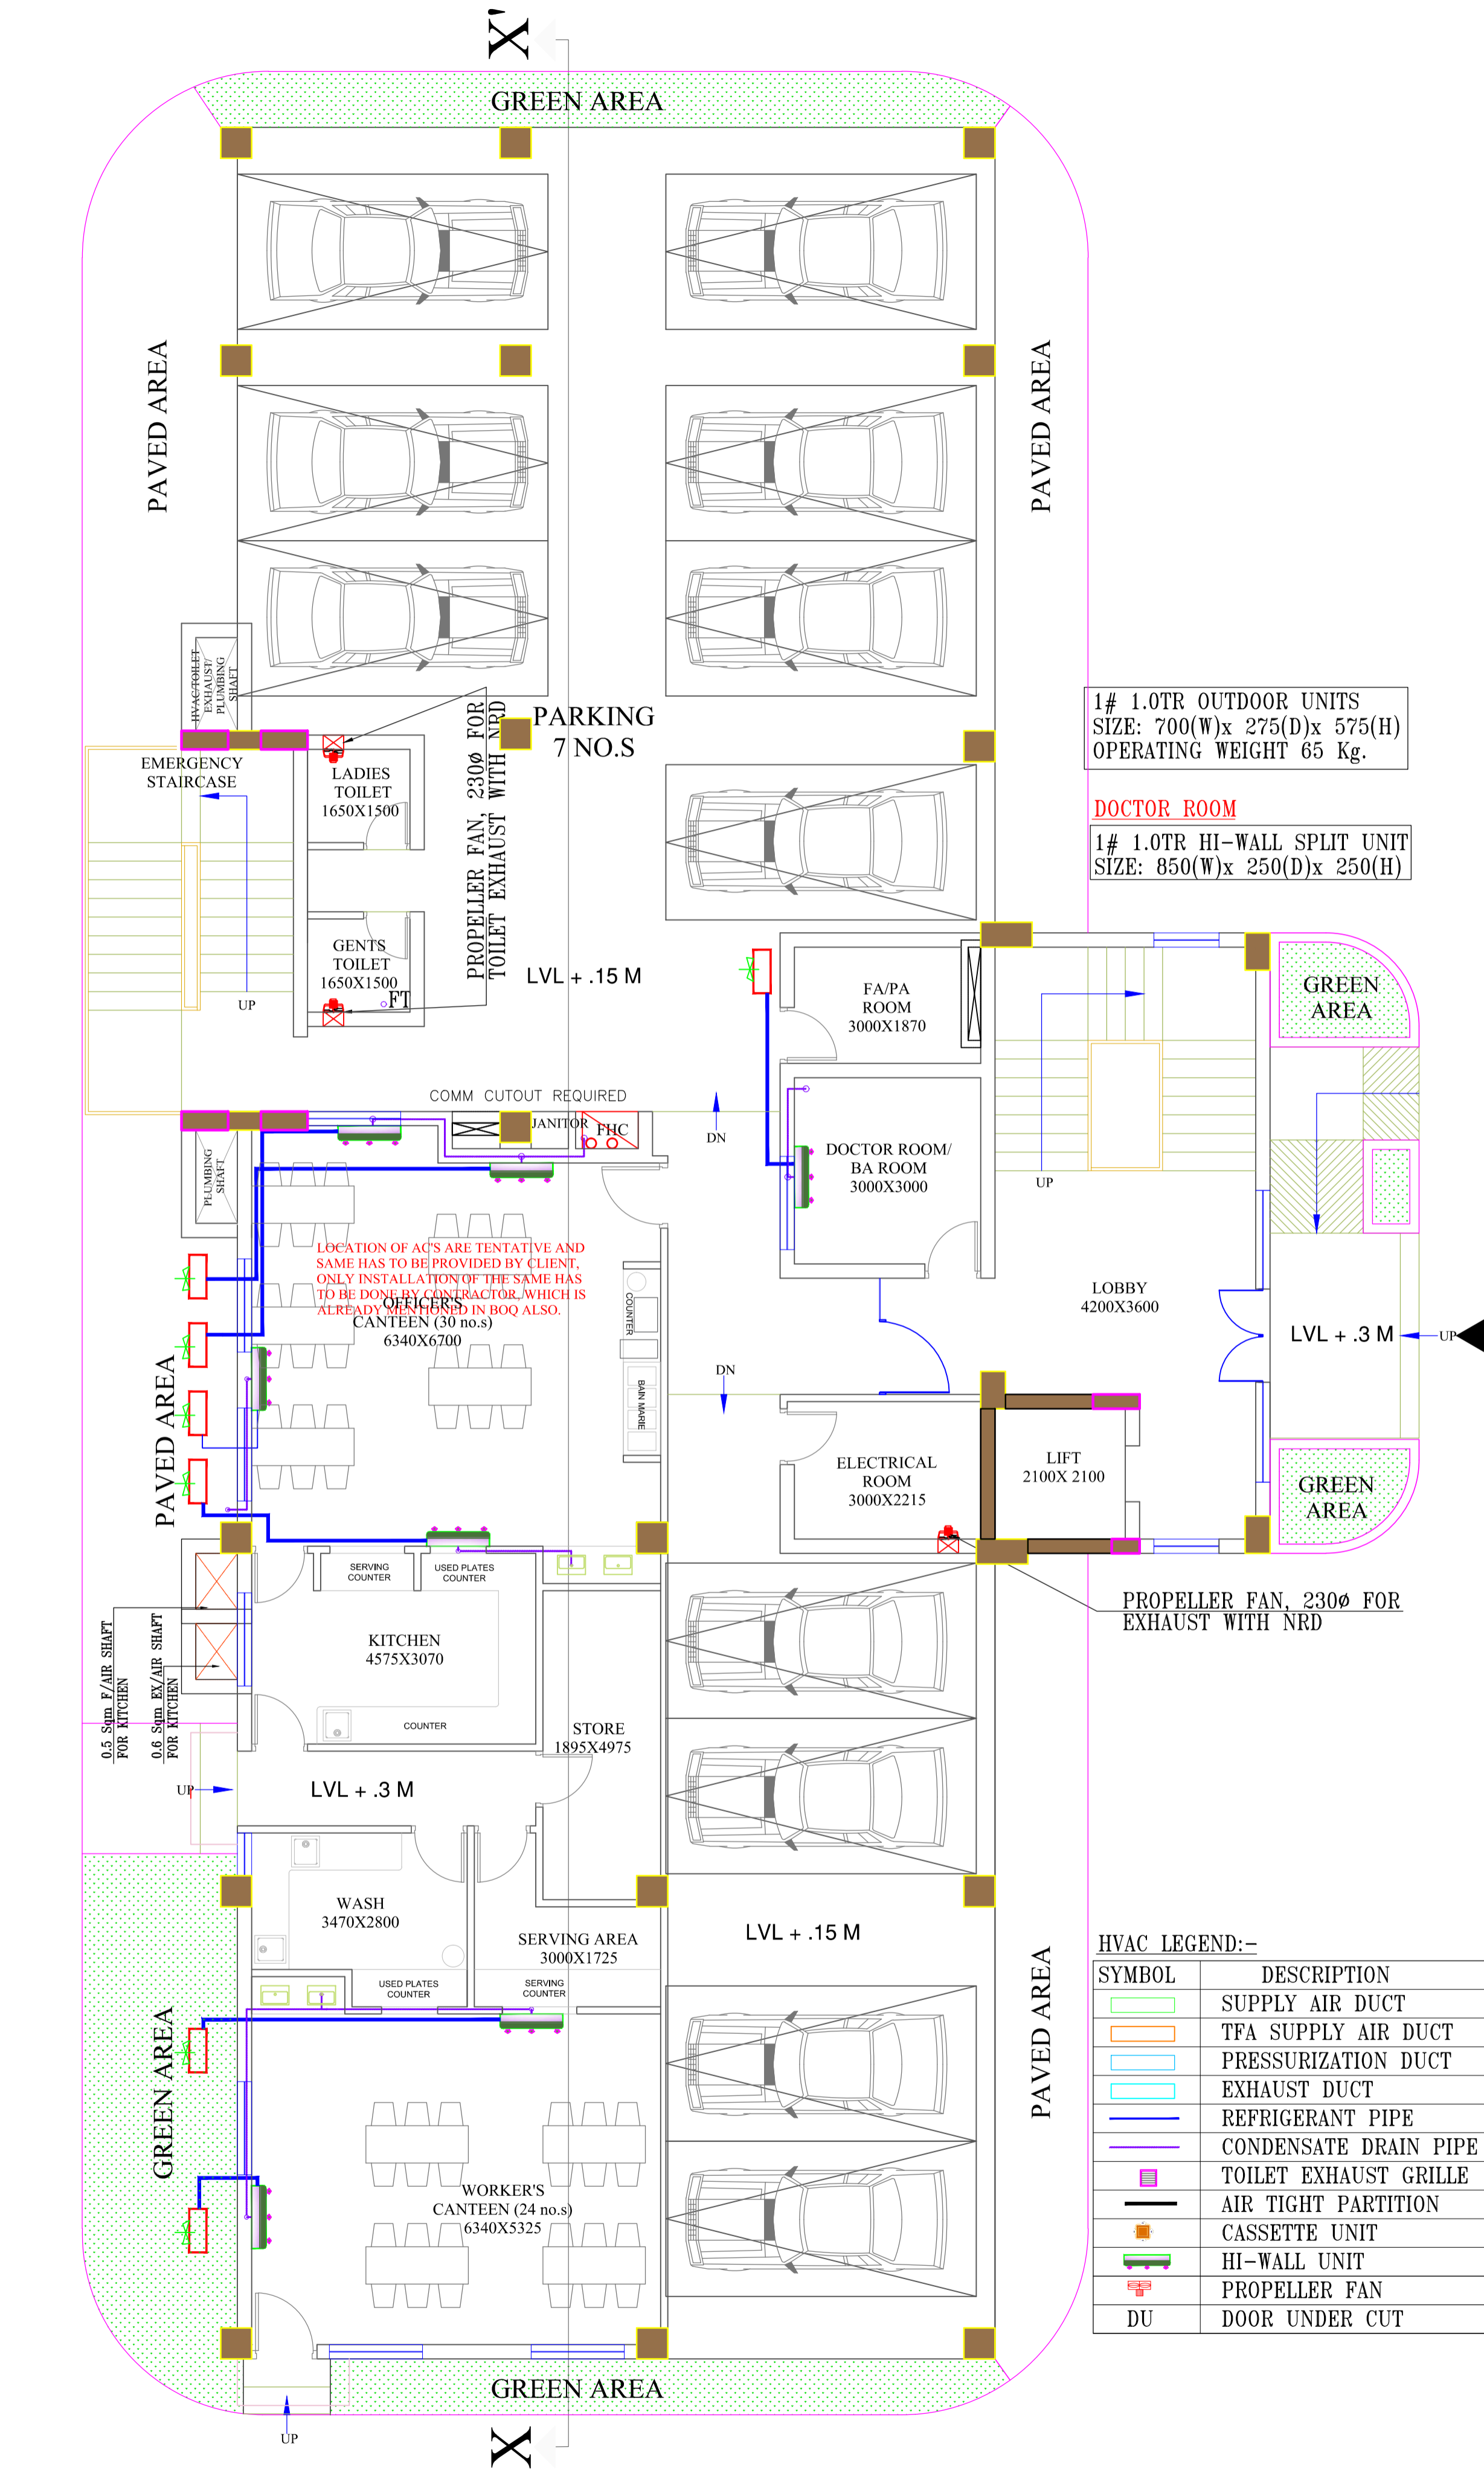 X'
GREEN AREA
PAVED AREA
PAVED AREA
HVAC/TOILET
EXHAUST/
PLUMBING
SHAFT
PARKING
7 NO.S
PROPELLER FAN, 230ø FOR
TOILET EXHAUST WITH NRD
EMERGENCY
STAIRCASE
LADIES
TOILET
1650X1500
1# 1.0TR OUTDOOR UNITS
SIZE: 700(W)x 275(D)x 575(H)
OPERATING WEIGHT 65 Kg.
DOCTOR ROOM
1# 1.0TR HI-WALL SPLIT UNIT
SIZE: 850(W)x 250(D)x 250(H)
GENTS
TOILET
1650X1500
FT
UP
LVL + .15 M
FA/PA
ROOM
3000X1870
GREEN
AREA
COMM CUTOUT REQUIRED
JANITOR
FHC
DN
PLUMBING
SHAFT
DOCTOR ROOM/
BA ROOM
3000X3000
UP
LOCATION OF AC'S ARE TENTATIVE AND
SAME HAS TO BE PROVIDED BY CLIENT,
ONLY INSTALLATION OF THE SAME HAS
TO BE DONE BY CONTRACTOR, WHICH IS
ALREADY MENTIONED IN BOQ ALSO.
OFFICER'S
CANTEEN (30 no.s)
6340X6700
COUNTER
BAIN MARIE
LOBBY
4200X3600
LVL + .3 M
UP
DN
PAVED AREA
ELECTRICAL
ROOM
3000X2215
LIFT
2100X 2100
GREEN
AREA
SERVING
COUNTER
USED PLATES
COUNTER
PROPELLER FAN, 230ø FOR
EXHAUST WITH NRD
0.5 Sqm F/AIR SHAFT
FOR KITCHEN
0.6 Sqm EX/AIR SHAFT
FOR KITCHEN
KITCHEN
4575X3070
COUNTER
STORE
1895X4975
UP
LVL + .3 M
WASH
3470X2800
SERVING AREA
3000X1725
LVL + .15 M
USED PLATES
COUNTER
SERVING
COUNTER
GREEN AREA
PAVED AREA
WORKER'S
CANTEEN (24 no.s)
6340X5325
HVAC LEGEND:-
SYMBOL DESCRIPTION
SUPPLY AIR DUCT
TFA SUPPLY AIR DUCT
PRESSURIZATION DUCT
EXHAUST DUCT
REFRIGERANT PIPE
CONDENSATE DRAIN PIPE
TOILET EXHAUST GRILLE
AIR TIGHT PARTITION
CASSETTE UNIT
HI-WALL UNIT
PROPELLER FAN
DU DOOR UNDER CUT
GREEN AREA
UP
X